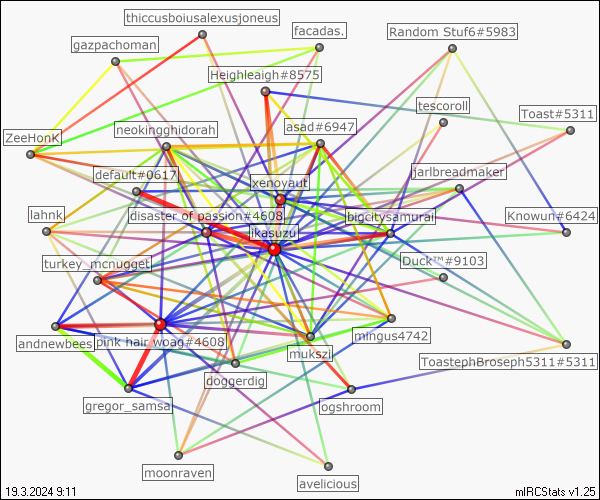 thiccusboiusalexusjoneus
facadas.
Random Stuf6#5983
gazpachoman
Heighleaigh#8575
tescoroll
Toast#5311
neokingghidorah
asad#6947
ZeeHonK
default#0617
xenoyaut
jarlbreadmaker
lahnk
disaster of passion#4608
bigcitysamurai
Knowun#6424
ikasuzu
turkey_mcnugget
Duck™#9103
andnewbees
pink hair woag#4608
mukszi
mingus4742
ToastephBroseph5311#5311
doggerdig
gregor_samsa
ogshroom
moonraven
avelicious
19.3.2024 9:11
mIRCStats v1.25